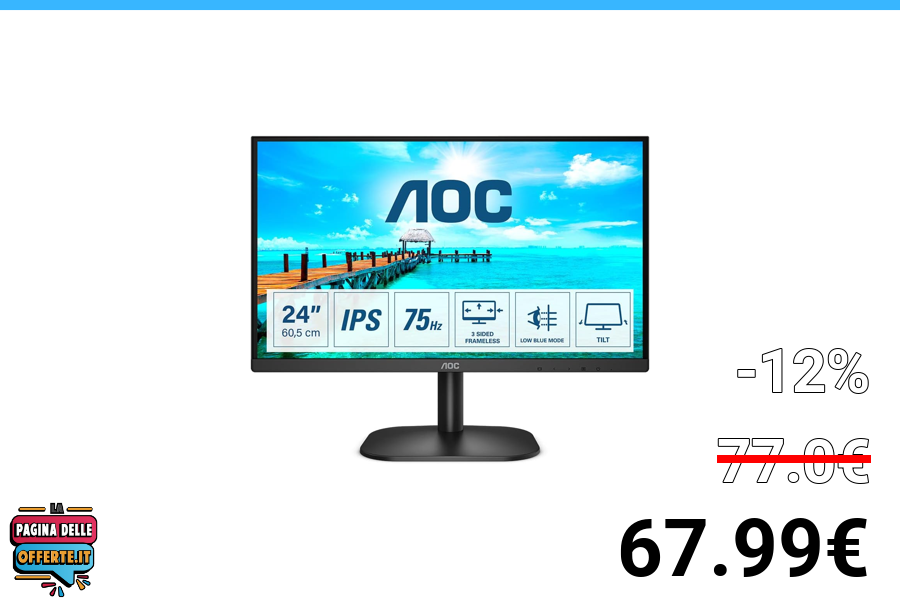 AOC
24”
60,5 cm
IPS
75Hz
3 SIDED
FRAMELESS
LOW BLUE MODE
TILT
AOC
-12%
77.0€
67.99€
LA
PAGINA DELLE
OFFERTE.IT